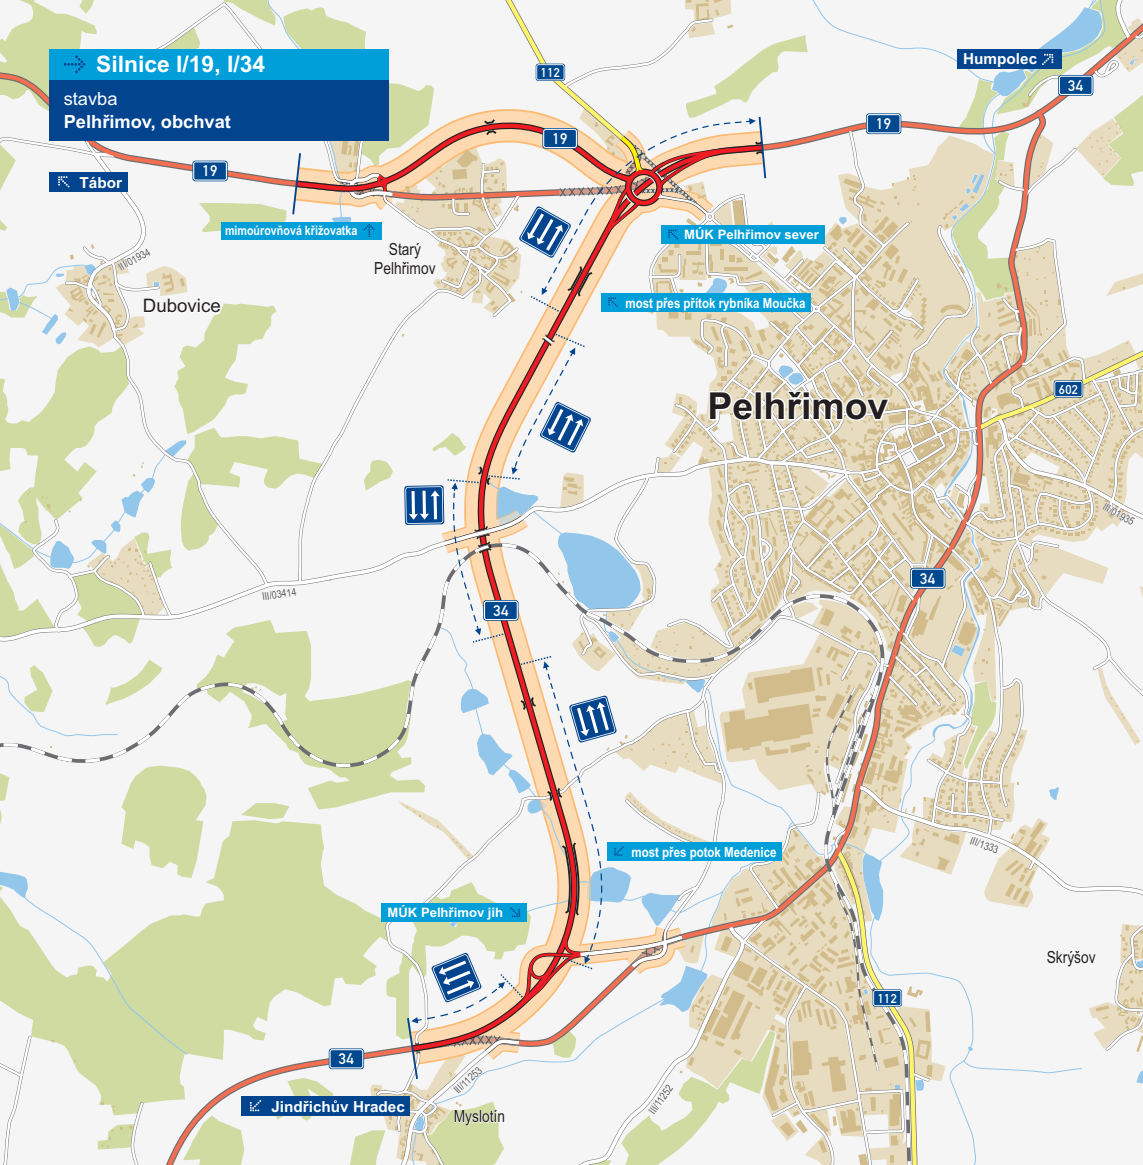 Silnice I/19, I/34
stavba
Pelhřimov, obchvat
112
Humpolec
34
19
19
19
Tábor
mimoúrovňová křižovatka
MÚK Pelhřimov sever
Starý
Pelhřimov
III/01934
Dubovice
most přes přítok rybníka Moučka
602
Pelhřimov
III/01935
34
III/03414
34
most přes potok Medenice
III/1333
MÚK Pelhřimov jih
Skrýšov
112
34
III/11253
III/11252
Jindřichův Hradec
Myslotín